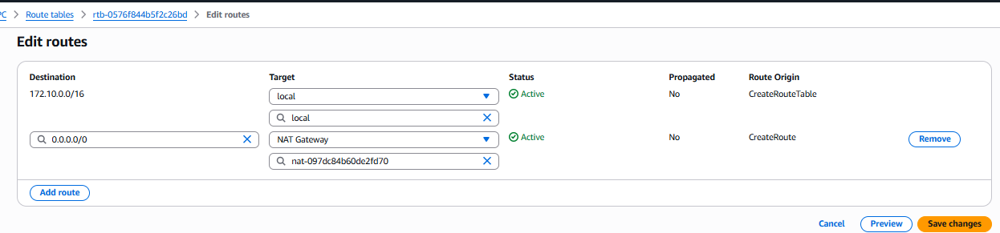 PC > Route tables > rtb-0576f844b5f2c26bd > Edit routes
Edit routes
Destination Target Status Propagated Route Origin
172.10.0.0/16 local Active No CreateRouteTable
local
0.0.0.0/0 NAT Gateway Active No CreateRoute Remove
nat-097dc84b60de2fd70
Add route
Cancel Preview Save changes